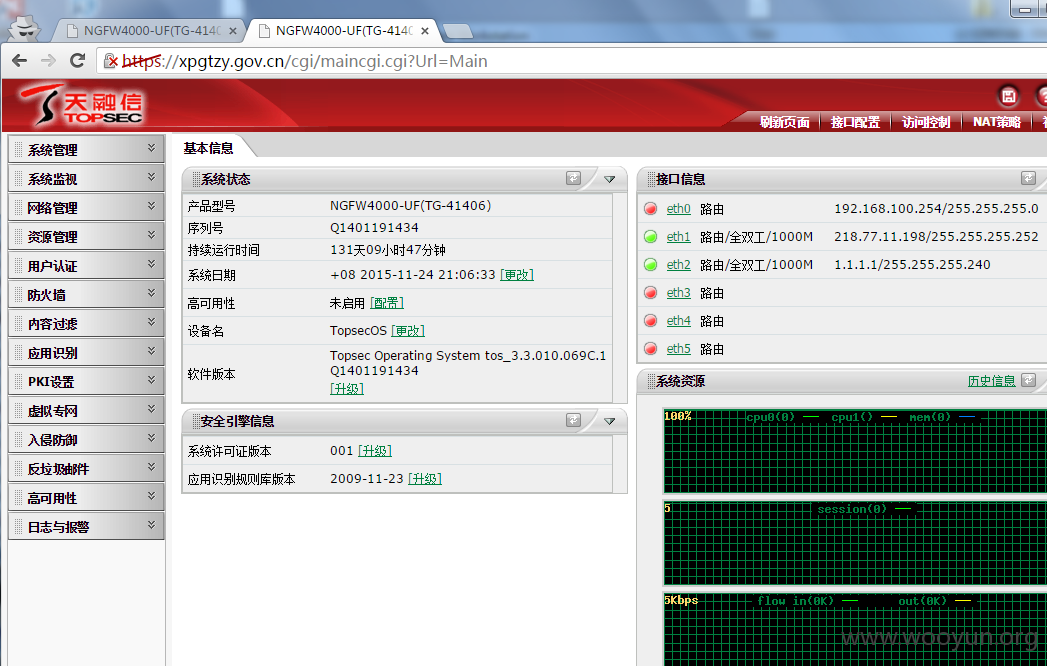 NGFW4000-UF(TG-4140
NGFW4000-UF(TG-4140
https://xpgtzy.gov.cn/cgi/maincgi.cgi?Url=Main
天融信
TOPSEC
刷新页面 接口配置 访问控制 NAT策略
系统管理
系统监视
网络管理
资源管理
用户认证
防火墙
内容过滤
应用识别
PKI设置
虚拟专网
入侵防御
反垃圾邮件
高可用性
日志与报警
基本信息
系统状态
产品型号 NGFW4000-UF(TG-41406)
序列号 Q1401191434
持续运行时间 131天09小时47分钟
系统日期 +08 2015-11-24 21:06:33 [更改]
高可用性 未启用 [配置]
设备名 TopsecOS [更改]
软件版本 Topsec Operating System tos_3.3.010.069C.1
Q1401191434
[升级]
安全引擎信息
系统许可证版本 001 [升级]
应用识别规则库版本 2009-11-23 [升级]
接口信息
eth0 路由 192.168.100.254/255.255.255.0
eth1 路由/全双工/1000M 218.77.11.198/255.255.255.252
eth2 路由/全双工/1000M 1.1.1.1/255.255.255.240
eth3 路由
eth4 路由
eth5 路由
系统资源 历史信息
100% cpu0(0) cpu1() mem(0)
5 session(0)
5Kbps flow in(0K) out(0K)
www.wooyun.org